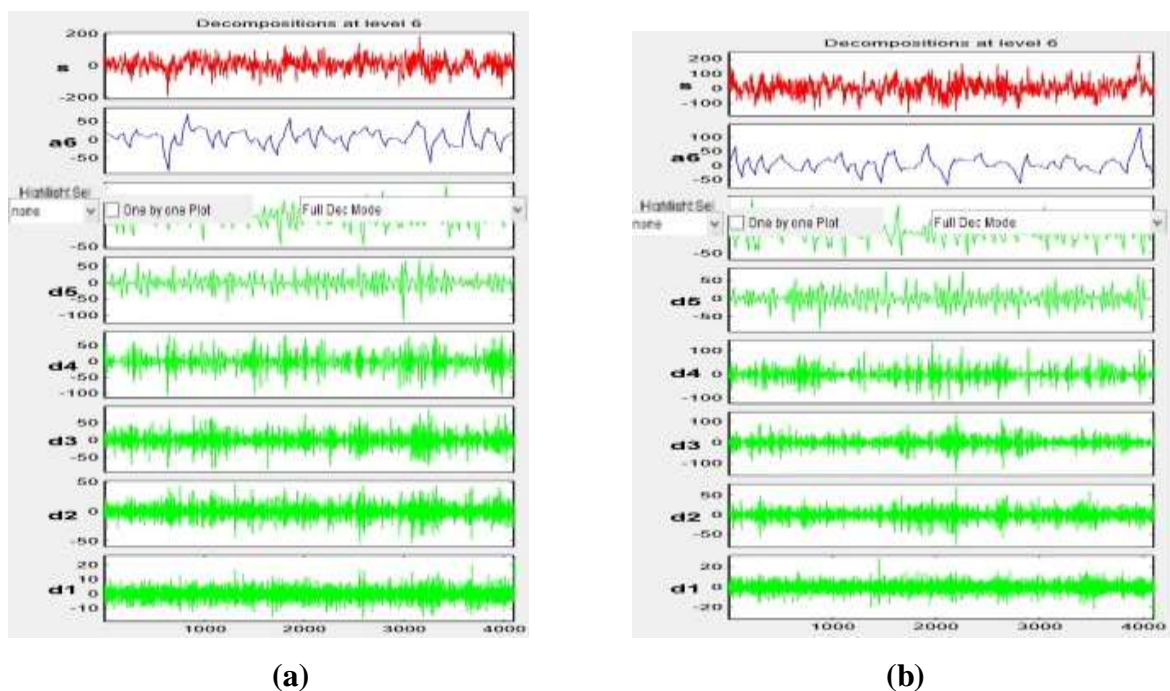 Decompositions at level 6
200
s 0
-200
50
a6 0
-50
Highlight Sel
none One by one Plot Full Dec Mode
-50
50
d5 0
-50
-100
50
d4 0
-50
-100
50
d3 0
-50
50
d2 0
-50
20
10
d1 0
-10
1000 2000 3000 4000
(a)
Decompositions at level 6
200
100
s 0
-100
100
a6 50
0
-50
Highlight Sel
none One by one Plot Full Dec Mode
-50
50
d5 0
-50
100
d4 0
-100
100
d3 0
-100
50
d2 0
-50
20
d1 0
-20
1000 2000 3000 4000
(b)